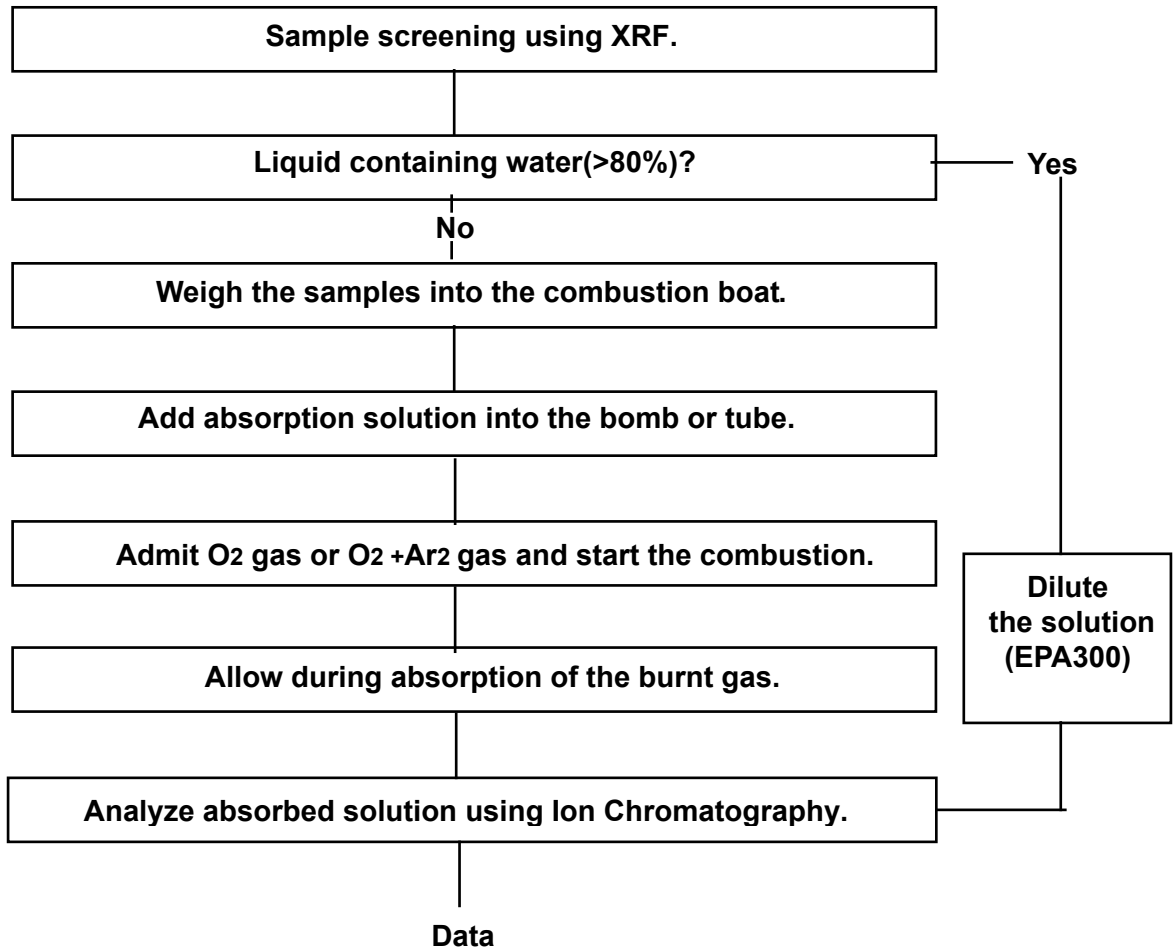 Sample screening using XRF.
Liquid containing water(>80%)?
Yes
No
Weigh the samples into the combustion boat.
Add absorption solution into the bomb or tube.
Admit O2 gas or O2 +Ar2 gas and start the combustion.
Dilute
the solution
(EPA300)
Allow during absorption of the burnt gas.
Analyze absorbed solution using Ion Chromatography.
Data